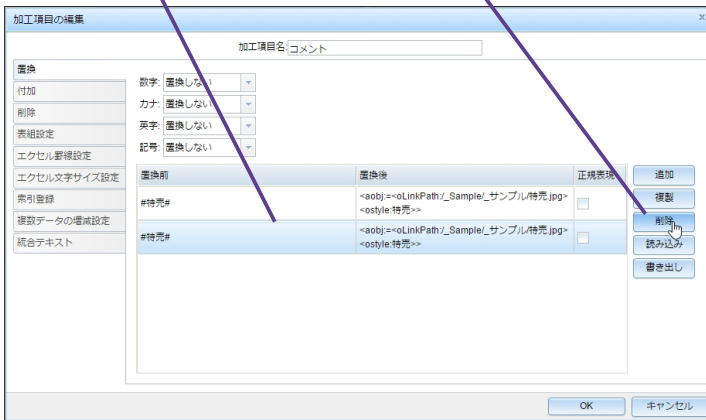 加工項目の編集
x
加工項目名:コメント
置換
付加
削除
表組設定
エクセル罫線設定
エクセル文字サイズ設定
索引登録
複数データの増減設定
統合テキスト
数字: 置換しない
カナ: 置換しない
英字: 置換しない
記号: 置換しない
置換前 置換後 正規表現
#特売# <aobj:=<oLinkPath:/_Sample/_サンプル/特売.jpg>
<ostyle:特売>>
#特売# <aobj:=<oLinkPath:/_Sample/_サンプル/特売.jpg>
<ostyle:特売>>
追加
複製
削除
読み込み
書き出し
OK キャンセル